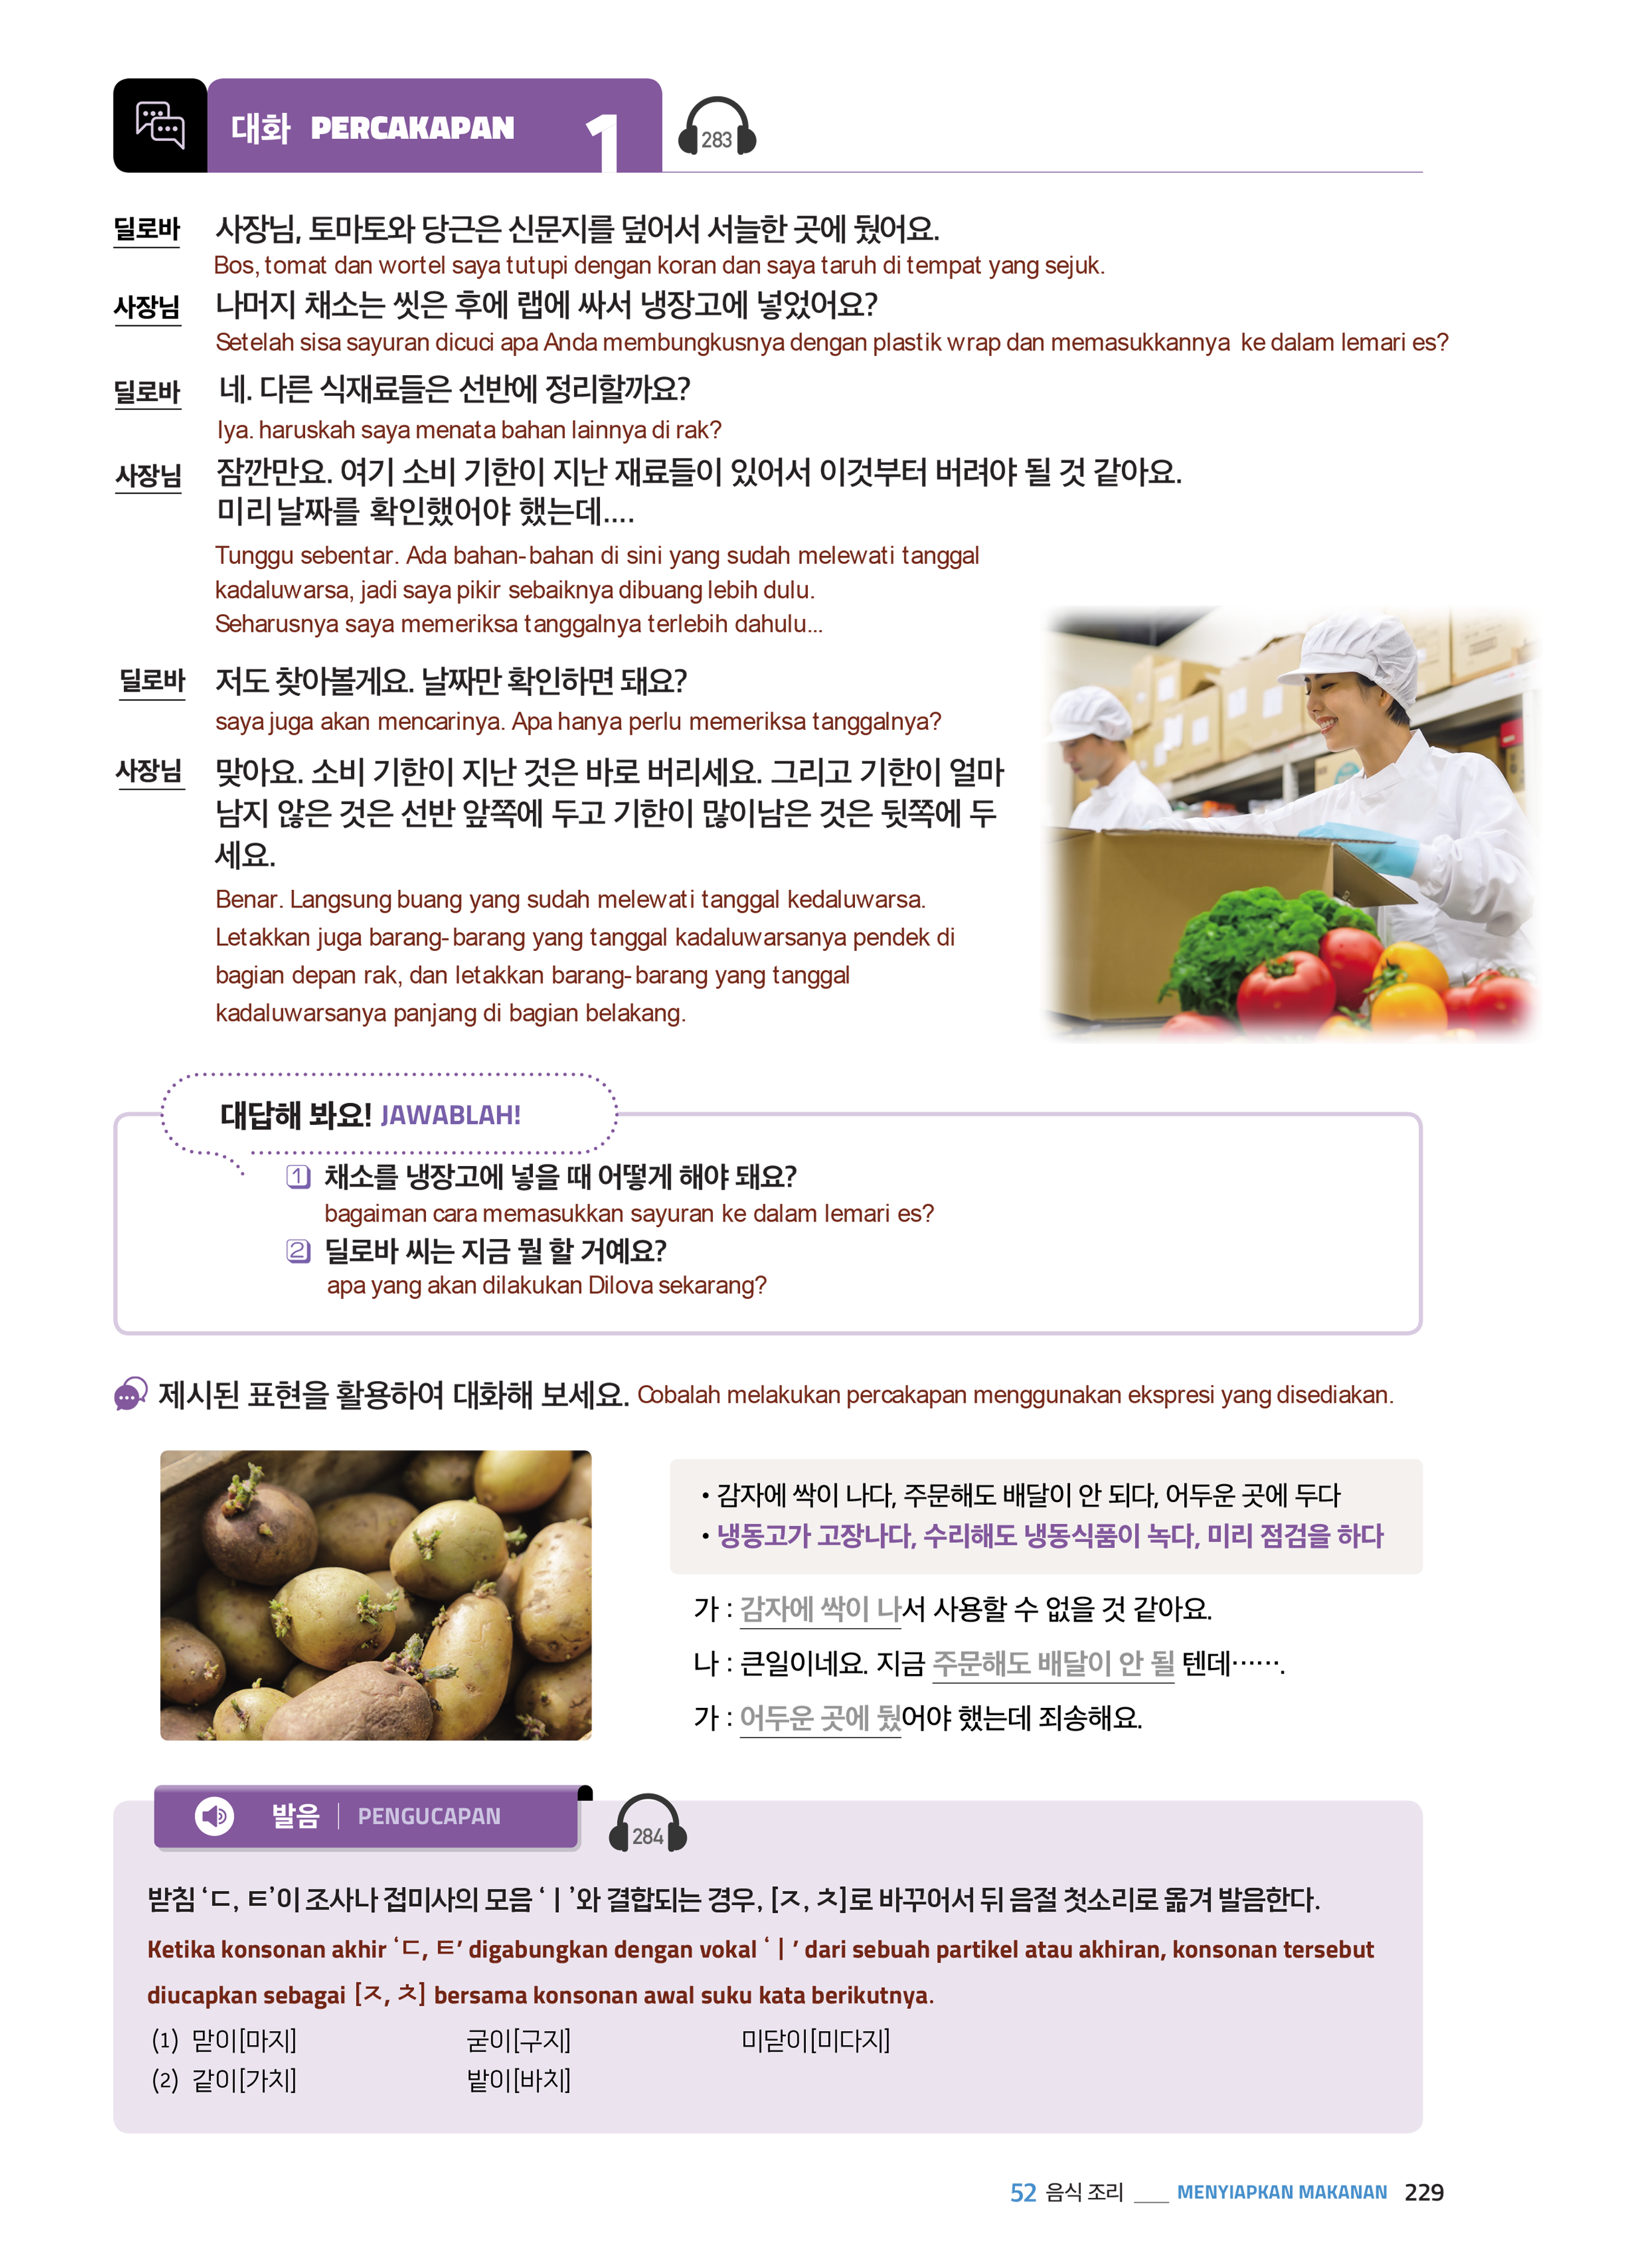 대화 PERCAKAPAN 1
283
딜로바 사장님, 토마토와 당근은 신문지를 덮어서 서늘한 곳에 뒀어요.
Bos, tomat dan wortel saya tutupi dengan koran dan saya taruh di tempat yang sejuk.
사장님 나머지 채소는 씻은 후에 랩에 싸서 냉장고에 넣었어요?
Setelah sisa sayuran dicuci apa Anda membungkusnya dengan plastik wrap dan memasukkannya ke dalam lemari es?
딜로바 네. 다른 식재료들은 선반에 정리할까요?
Iya. haruskah saya menata bahan lainnya di rak?
사장님 잠깐만요. 여기 소비 기한이 지난 재료들이 있어서 이것부터 버려야 될 것 같아요.
미리 날짜를 확인했어야 했는데....
Tunggu sebentar. Ada bahan-bahan di sini yang sudah melewati tanggal
kadaluwarsa, jadi saya pikir sebaiknya dibuang lebih dulu.
Seharusnya saya memeriksa tanggalnya terlebih dahulu...
딜로바 저도 찾아볼게요. 날짜만 확인하면 돼요?
saya juga akan mencarinya. Apa hanya perlu memeriksa tanggalnya?
사장님 맞아요. 소비 기한이 지난 것은 바로 버리세요. 그리고 기한이 얼마
남지 않은 것은 선반 앞쪽에 두고 기한이 많이남은 것은 뒷쪽에 두
세요.
Benar. Langsung buang yang sudah melewati tanggal kedaluwarsa.
Letakkan juga barang-barang yang tanggal kadaluwarsanya pendek di
bagian depan rak, dan letakkan barang-barang yang tanggal
kadaluwarsanya panjang di bagian belakang.
대답해 봐요! JAWABLAH!
1 채소를 냉장고에 넣을 때 어떻게 해야 돼요?
bagaiman cara memasukkan sayuran ke dalam lemari es?
2 딜로바 씨는 지금 뭘 할 거예요?
apa yang akan dilakukan Dilova sekarang?
제시된 표현을 활용하여 대화해 보세요. Cobalah melakukan percakapan menggunakan ekspresi yang disediakan.
• 감자에 싹이 나다, 주문해도 배달이 안 되다, 어두운 곳에 두다
• 냉동고가 고장나다, 수리해도 냉동식품이 녹다, 미리 점검을 하다
가 : 감자에 싹이 나서 사용할 수 없을 것 같아요.
나 : 큰일이네요. 지금 주문해도 배달이 안 될 텐데…….
가 : 어두운 곳에 뒀어야 했는데 죄송해요.
발음 | PENGUCAPAN
284
받침 ‘ㄷ, ㅌ’이 조사나 접미사의 모음 ‘ㅣ’와 결합되는 경우, [ㅈ, ㅊ]로 바꾸어서 뒤 음절 첫소리로 옮겨 발음한다.
Ketika konsonan akhir ‘ㄷ, ㅌ’ digabungkan dengan vokal ‘ㅣ’ dari sebuah partikel atau akhiran, konsonan tersebut
diucapkan sebagai [ㅈ, ㅊ] bersama konsonan awal suku kata berikutnya.
(1) 맏이[마지] 굳이[구지] 미닫이[미다지]
(2) 같이[가치] 밭이[바치]
52 음식 조리 ___ MENYIAPKAN MAKANAN 229